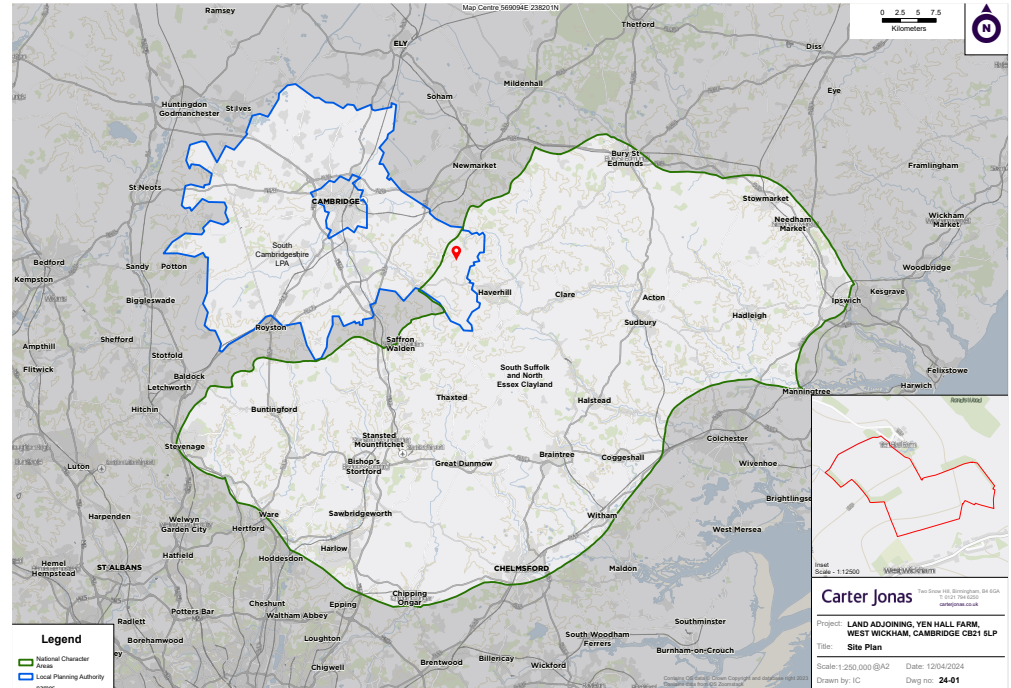 Map Centre 569094E 238201N
0 2.5 5 7.5
Kilometers
N
Ramsey
Thetford
Diss
ELY
Mildenhall
Eye
Soham
Huntingdon
Godmanchester
St Ives
Newmarket
Bury St
Edmunds
Framlingham
St Neots
CAMBRIDGE
Stowmarket
Needham
Market
Wickham
Market
South
Cambridgeshire
LPA
Bedford
Kempston
Sandy
Potton
Woodbridge
Biggleswade
Haverhill
Clare
Acton
Kesgrave
Ipswich
Sudbury
Hadleigh
Royston
Shefford
Saffron
Walden
Ampthill
Flitwick
Stotfold
Letchworth
Baldock
South Suffolk
and North
Essex Clayland
Felixstowe
Harwich
Manningtree
Hitchin
Buntingford
Thaxted
Halstead
Stevenage
Stansted
Mountfitchet
Colchester
Luton
Bishop's
Stortford
Great Dunmow
Braintree
Coggeshall
Wivenhoe
Brightlingse
Harpenden
Welwyn
Garden City
Ware
Hertford
Sawbridgeworth
Witham
West Mersea
Hatfield
Hoddesdon
Harlow
Hemel
Hempstead
ST ALBANS
CHELMSFORD
Maldon
Chipping
Ongar
Cheshunt
Epping
Potters Bar
Waltham Abbey
Radlett
Borehamwood
Loughton
Southminster
South Woodham
Ferrers
Burnham-on-Crouch
Chigwell
Brentwood
Billericay
Wickford
Legend
National Character
Areas
Local Planning Authority
names
West Wickham
Inset
Scale - 1:12500
Carter Jonas
Two Snow Hill, Birmingham, B4 6GA
carterjonas.co.uk
Project: LAND ADJOINING, YEN HALL FARM,
WEST WICKHAM, CAMBRIDGE CB21 5LP
Title: Site Plan
Scale:1:250,000 @A2 Date: 12/04/2024
Drawn by: IC Dwg no: 24-01